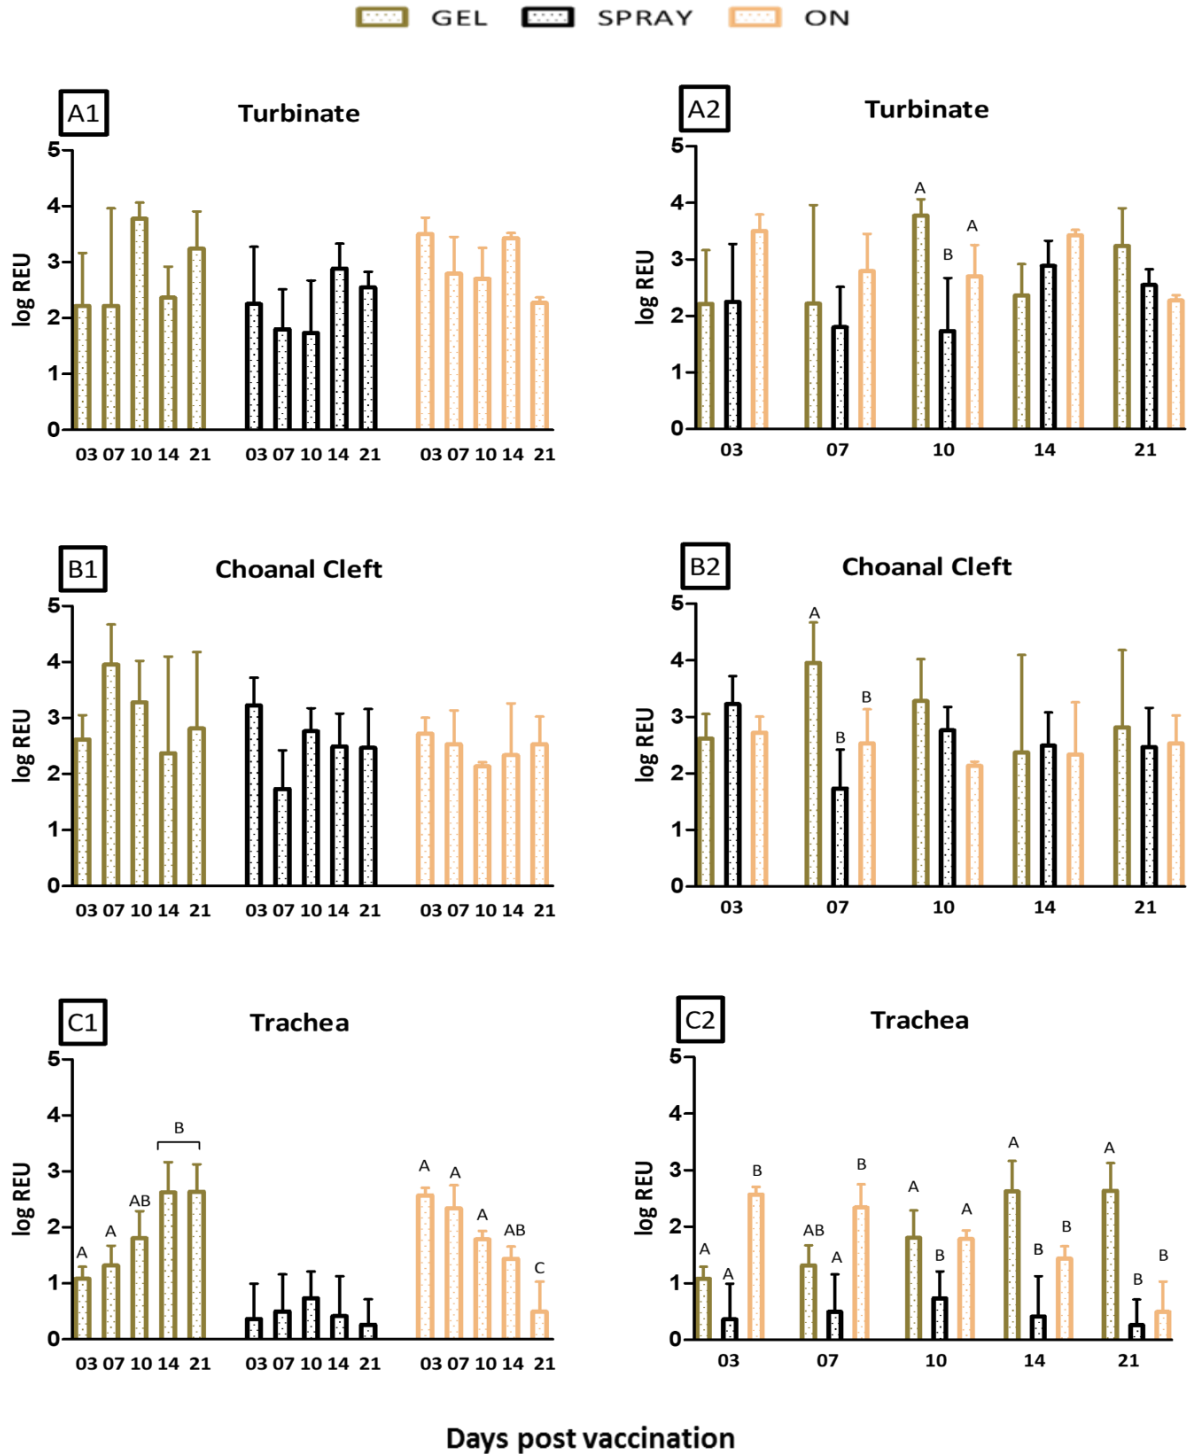 GEL SPRAY ON
A1 Turbinate
5
4
3
2
1
0
log REU
03 07 10 14 21 03 07 10 14 21 03 07 10 14 21
A2 Turbinate
5
4
3
2
1
0
log REU
A B A
03 07 10 14 21
B1 Choanal Cleft
5
4
3
2
1
0
log REU
03 07 10 14 21 03 07 10 14 21 03 07 10 14 21
B2 Choanal Cleft
5
4
3
2
1
0
log REU
A B B
03 07 10 14 21
C1 Trachea
5
4
3
2
1
0
log REU
A A AB B A A A AB C
03 07 10 14 21 03 07 10 14 21 03 07 10 14 21
C2 Trachea
5
4
3
2
1
0
log REU
A A B AB A B A B A A B B A B B
03 07 10 14 21
Days post vaccination